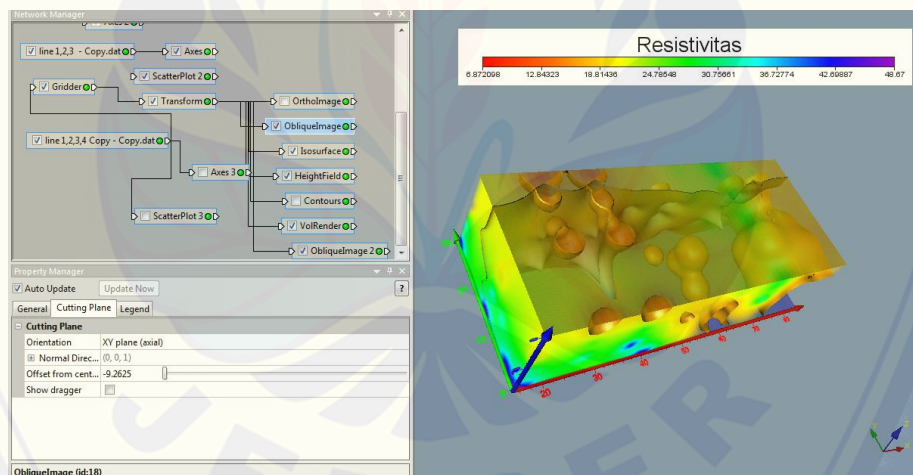 Network Manager
line 1,2,3 - Copy.dat
Axes
ScatterPlot 2
Gridder
Transform
OrthoImage
ObliqueImage
line 1,2,3,4 Copy - Copy.dat
Isosurface
Axes 3
HeightField
Contours
ScatterPlot 3
VolRender
ObliqueImage 2
Property Manager
Auto Update
Update Now
?
General
Cutting Plane
Legend
Cutting Plane
Orientation
XY plane (axial)
Normal Direc...
(0, 0, 1)
Offset from cent...
-9.2625
Show dragger
ObliqueImage (id:18)
Resistivitas
6.872098 12.84323 18.81436 24.78548 30.75661 36.72774 42.69887 48.67
20
30
40
50